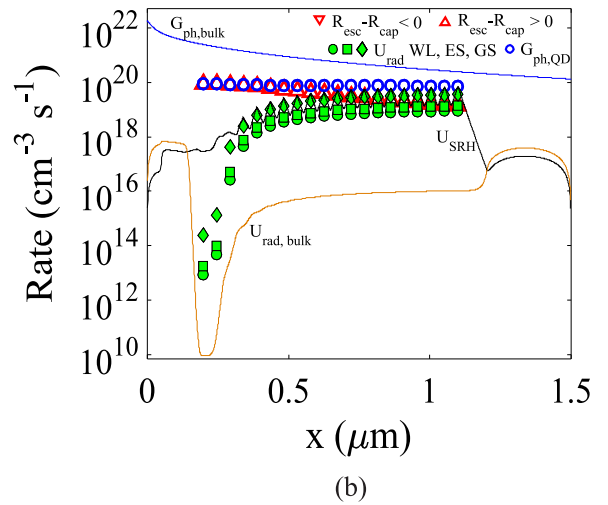 R_esc-R_cap < 0 R_esc-R_cap > 0
G_ph,bulk
U_rad WL, ES, GS G_ph,QD
10^22
10^20
10^18
10^16
10^14
10^12
10^10
Rate (cm^-3 s^-1)
U_SRH
U_rad, bulk
0 0.5 1 1.5
x (μm)
(b)